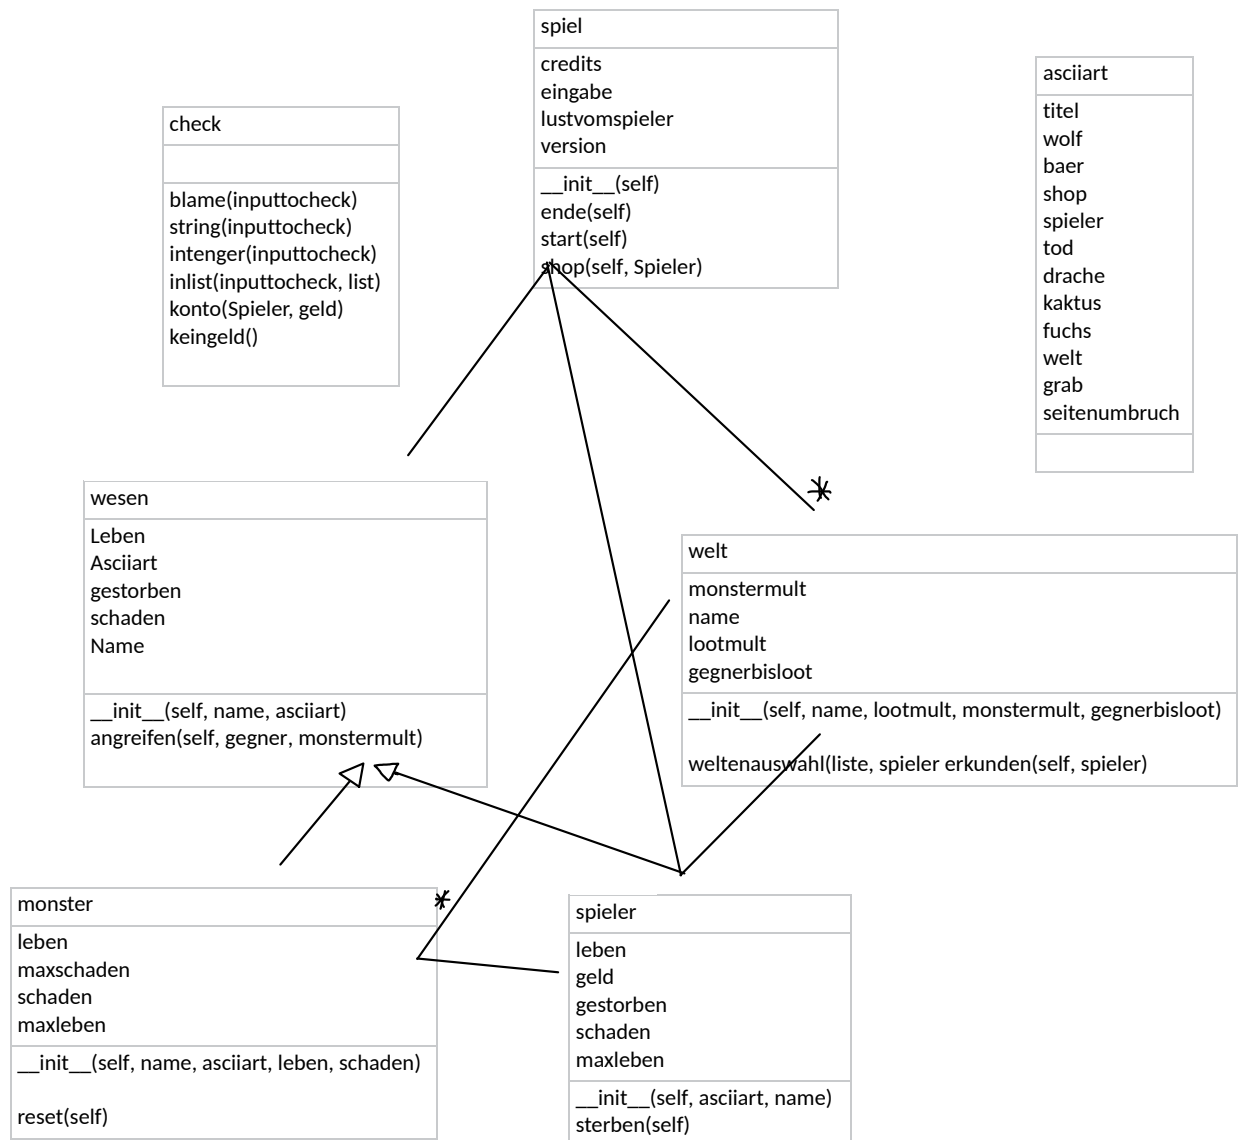 spiel
credits
eingabe
lustvomspieler
version
__init__(self)
ende(self)
start(self)
shop(self, Spieler)
asciiart
titel
wolf
baer
shop
spieler
tod
drache
kaktus
fuchs
welt
grab
seitenumbruch
check
blame(inputtocheck)
string(inputtocheck)
intenger(inputtocheck)
inlist(inputtocheck, list)
konto(Spieler, geld)
keingeld()
wesen
Leben
Asciiart
gestorben
schaden
Name
__init__(self, name, asciiart)
angreifen(self, gegner, monstermult)
*
welt
monstermult
name
lootmult
gegnerbisloot
__init__(self, name, lootmult, monstermult, gegnerbisloot)
weltenauswahl(liste, spieler erkunden(self, spieler)
monster
*
leben
maxschaden
schaden
maxleben
__init__(self, name, asciiart, leben, schaden)
reset(self)
spieler
leben
geld
gestorben
schaden
maxleben
__init__(self, asciiart, name)
sterben(self)